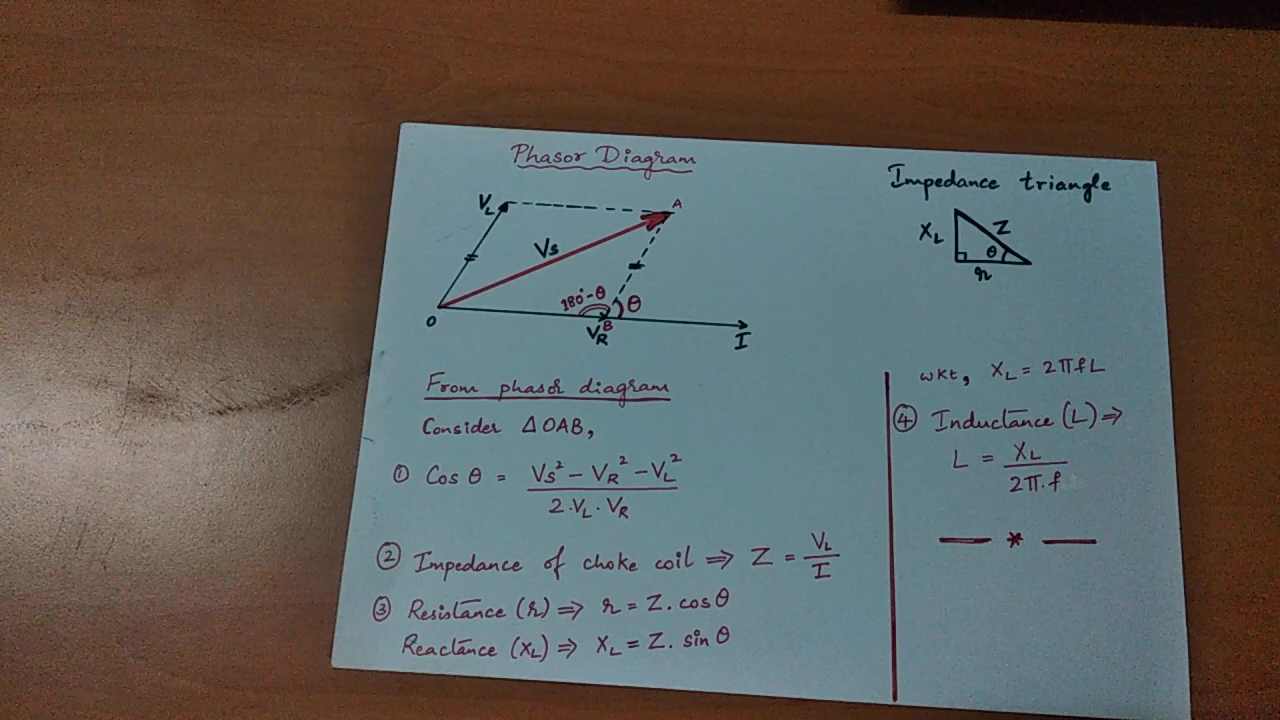 Phasor Diagram
VL
A
Vs
180°-θ
θ
O
VR
B
I
From phasor diagram
Consider ΔOAB,
① Cos θ = (Vs² - VR² - VL²) / (2.VL.VR)
② Impedance of choke coil ⇒ Z = VL / I
③ Resistance (r) ⇒ r = Z.cosθ
Reactance (XL) ⇒ XL = Z.sinθ
Impedance triangle
XL
Z
θ
r
wkt, XL = 2πfL
④ Inductance (L) ⇒
L = XL / 2π.f
— * —